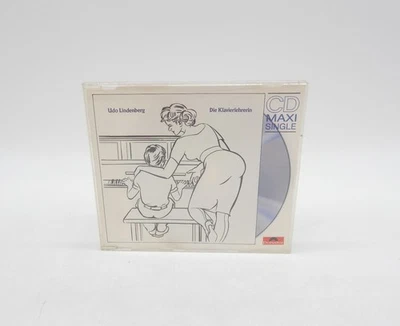 Udo Lindenberg
Die Klavierlehrerin
CD
MAXI
SINGLE